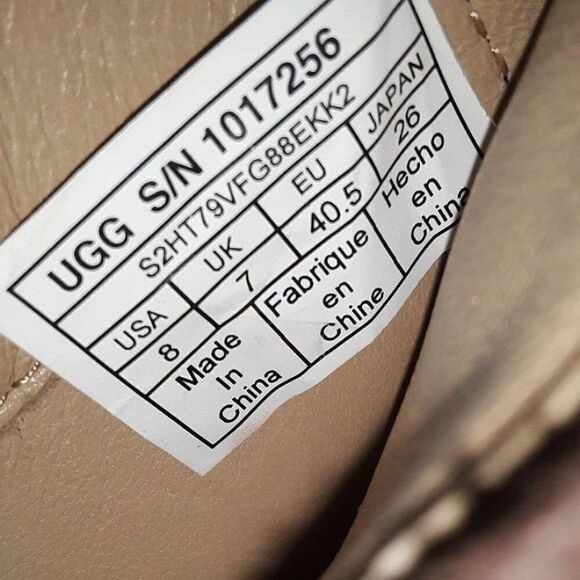 UGG S/N 1017256
S2HT79VFG88EKK2
USA UK EU JAPAN
8 7 40.5 26
Made In China
Fabrique en Chine
Hecho en China